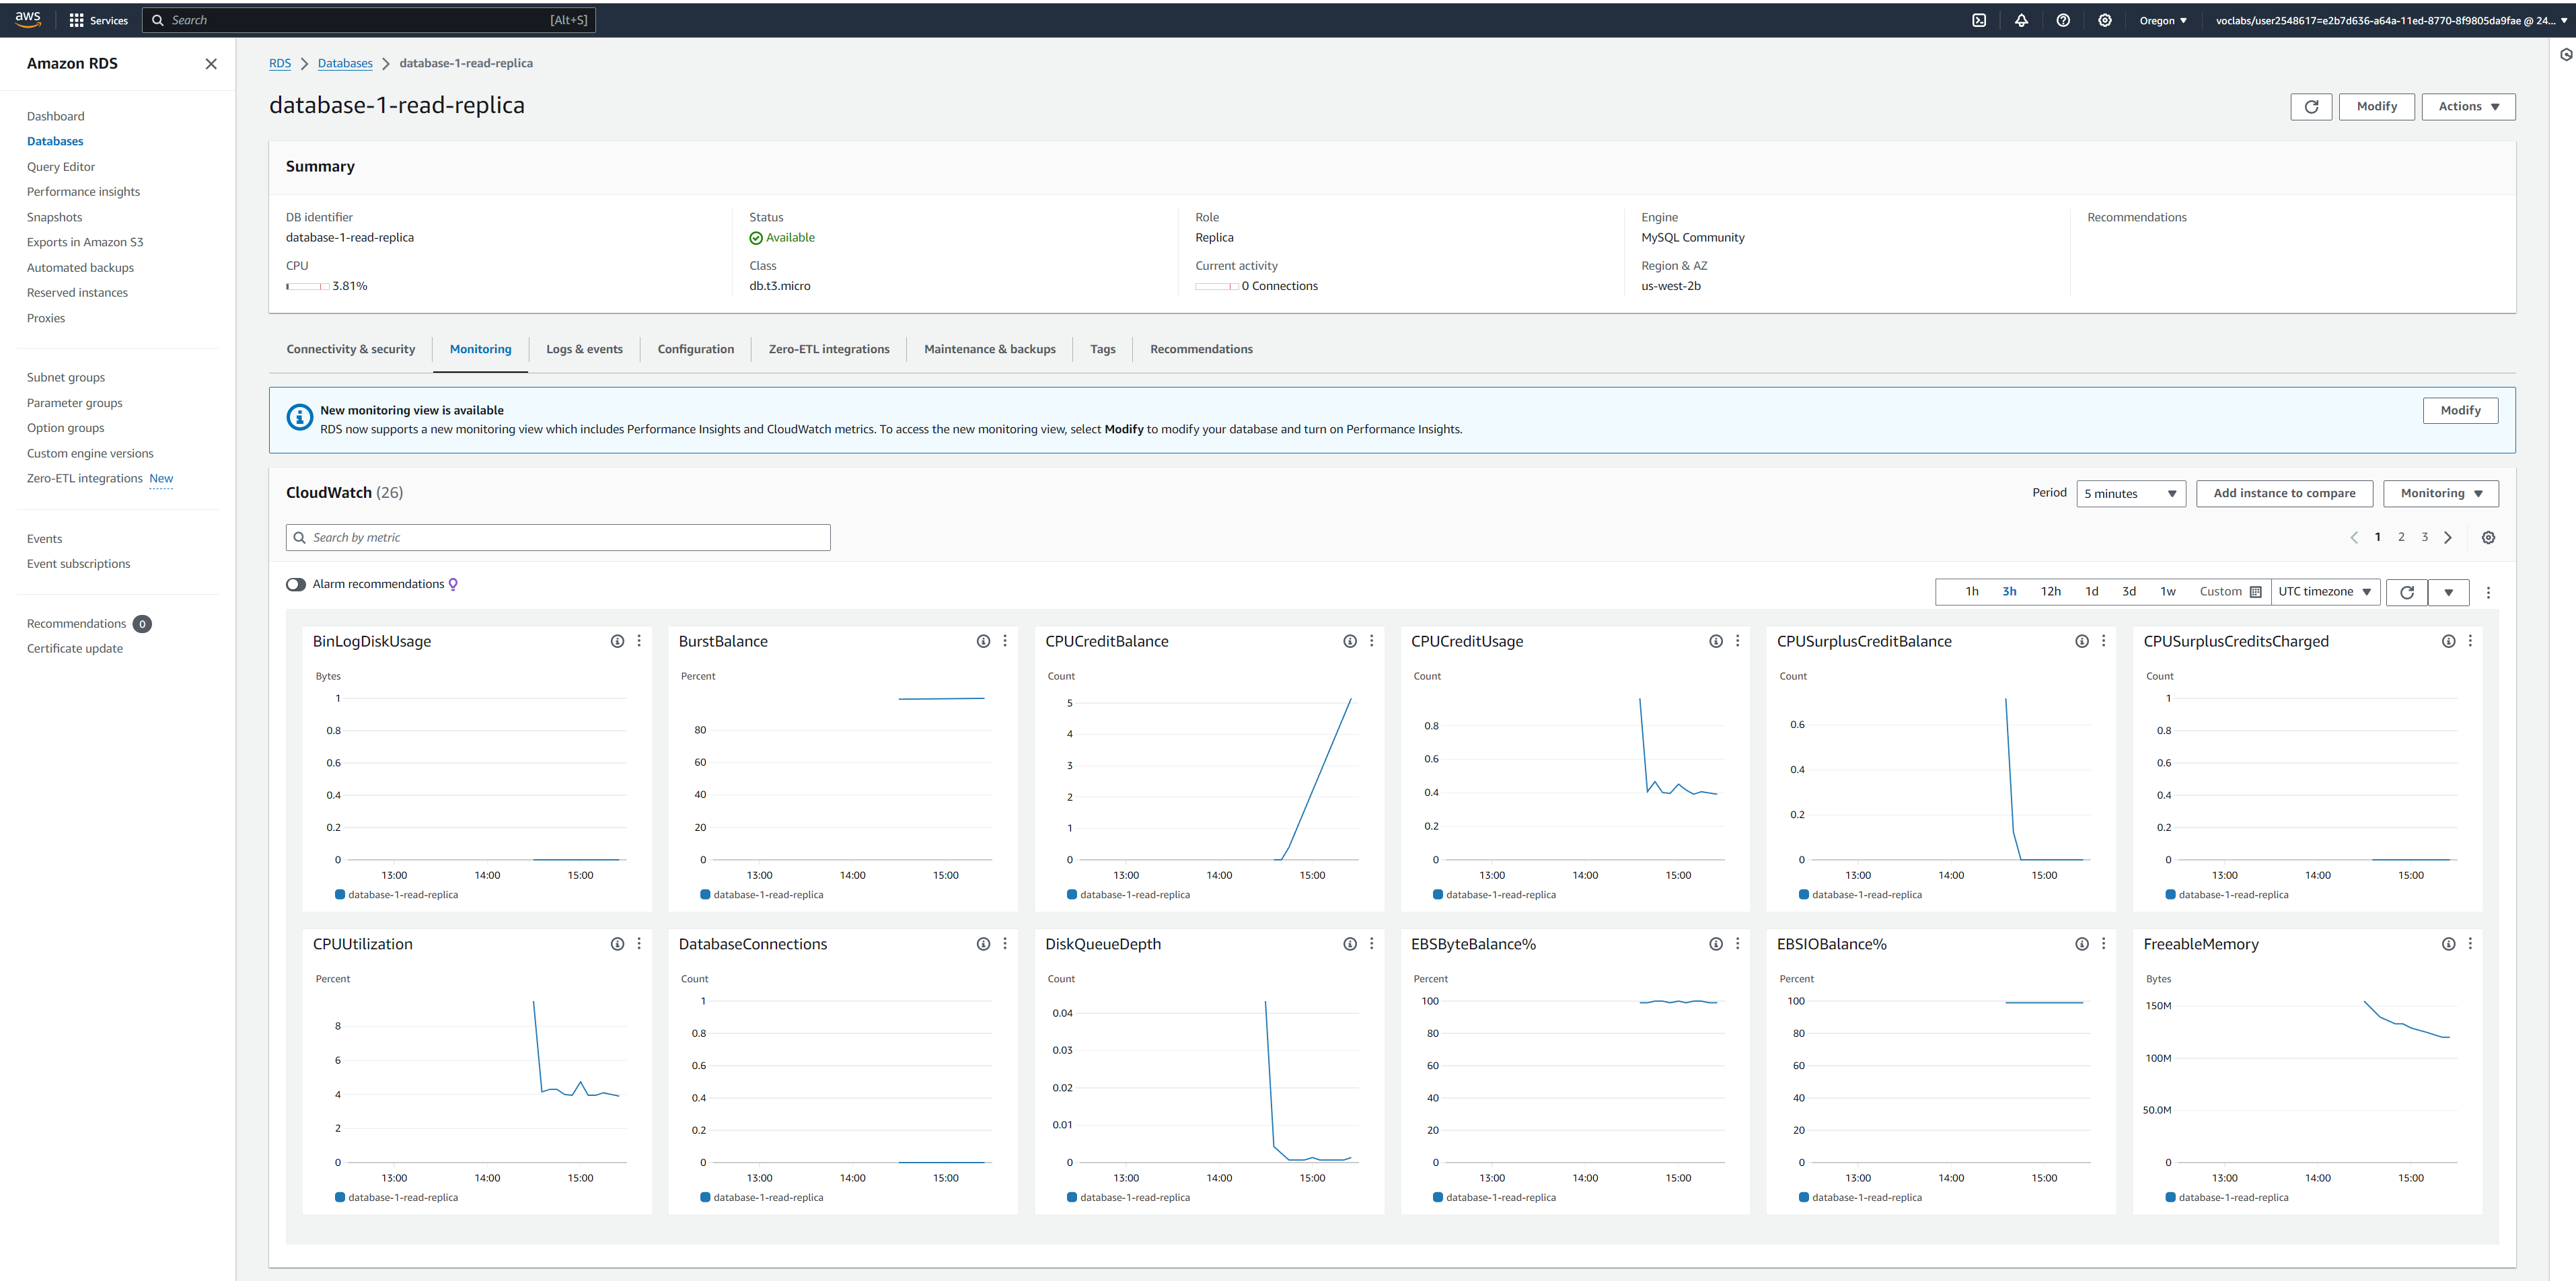 aws
Services
Search
[Alt+S]
Oregon
voclabs/user2548617=e2b7d636-a64a-11ed-8770-8f9805da9fae @ 24...
Amazon RDS
Dashboard
Databases
Query Editor
Performance insights
Snapshots
Exports in Amazon S3
Automated backups
Reserved instances
Proxies
Subnet groups
Parameter groups
Option groups
Custom engine versions
Zero-ETL integrations New
Events
Event subscriptions
Recommendations 0
Certificate update
RDS > Databases > database-1-read-replica
database-1-read-replica
Modify
Actions
Summary
DB identifier
database-1-read-replica
CPU
3.81%
Status
Available
Class
db.t3.micro
Role
Replica
Current activity
0 Connections
Engine
MySQL Community
Region & AZ
us-west-2b
Recommendations
Connectivity & security
Monitoring
Logs & events
Configuration
Zero-ETL integrations
Maintenance & backups
Tags
Recommendations
New monitoring view is available
RDS now supports a new monitoring view which includes Performance Insights and CloudWatch metrics. To access the new monitoring view, select Modify to modify your database and turn on Performance Insights.
Modify
CloudWatch (26)
Period
5 minutes
Add instance to compare
Monitoring
Search by metric
1 2 3
Alarm recommendations
1h 3h 12h 1d 3d 1w Custom
UTC timezone
BinLogDiskUsage
Bytes
1
0.8
0.6
0.4
0.2
0
13:00 14:00 15:00
database-1-read-replica
BurstBalance
Percent
80
60
40
20
0
13:00 14:00 15:00
database-1-read-replica
CPUCreditBalance
Count
5
4
3
2
1
0
13:00 14:00 15:00
database-1-read-replica
CPUCreditUsage
Count
0.8
0.6
0.4
0.2
0
13:00 14:00 15:00
database-1-read-replica
CPUSurplusCreditBalance
Count
0.6
0.4
0.2
0
13:00 14:00 15:00
database-1-read-replica
CPUSurplusCreditsCharged
Count
1
0.8
0.6
0.4
0.2
0
13:00 14:00 15:00
database-1-read-replica
CPUUtilization
Percent
8
6
4
2
0
13:00 14:00 15:00
database-1-read-replica
DatabaseConnections
Count
1
0.8
0.6
0.4
0.2
0
13:00 14:00 15:00
database-1-read-replica
DiskQueueDepth
Count
0.04
0.03
0.02
0.01
0
13:00 14:00 15:00
database-1-read-replica
EBSByteBalance%
Percent
100
80
60
40
20
0
13:00 14:00 15:00
database-1-read-replica
EBSIOBalance%
Percent
100
80
60
40
20
0
13:00 14:00 15:00
database-1-read-replica
FreeableMemory
Bytes
150M
100M
50.0M
0
13:00 14:00 15:00
database-1-read-replica